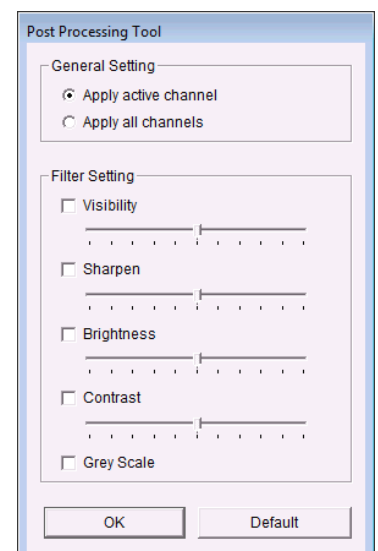 Post Processing Tool
General Setting
Apply active channel
Apply all channels
Filter Setting
Visibility
Sharpen
Brightness
Contrast
Grey Scale
OK Default